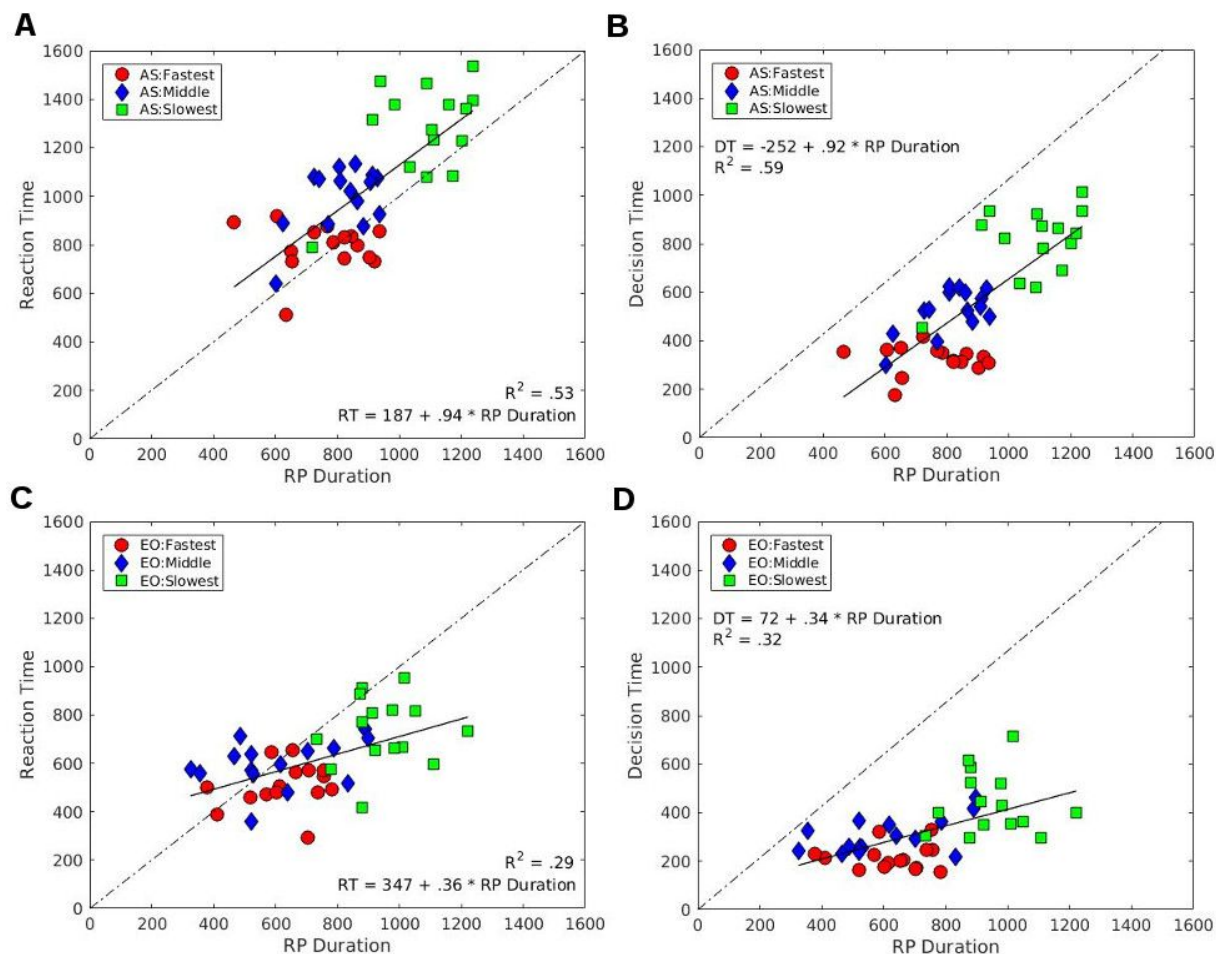 A
1600
1400
1200
1000
800
600
400
200
0
Reaction Time
AS:Fastest
AS:Middle
AS:Slowest
R² = .53
RT = 187 + .94 * RP Duration
0 200 400 600 800 1000 1200 1400 1600
RP Duration
B
1600
1400
1200
1000
800
600
400
200
0
Decision Time
AS:Fastest
AS:Middle
AS:Slowest
DT = -252 + .92 * RP Duration
R² = .59
0 200 400 600 800 1000 1200 1400 1600
RP Duration
C
1600
1400
1200
1000
800
600
400
200
0
Reaction Time
EO:Fastest
EO:Middle
EO:Slowest
R² = .29
RT = 347 + .36 * RP Duration
0 200 400 600 800 1000 1200 1400 1600
RP Duration
D
1600
1400
1200
1000
800
600
400
200
0
Decision Time
EO:Fastest
EO:Middle
EO:Slowest
DT = 72 + .34 * RP Duration
R² = .32
0 200 400 600 800 1000 1200 1400 1600
RP Duration